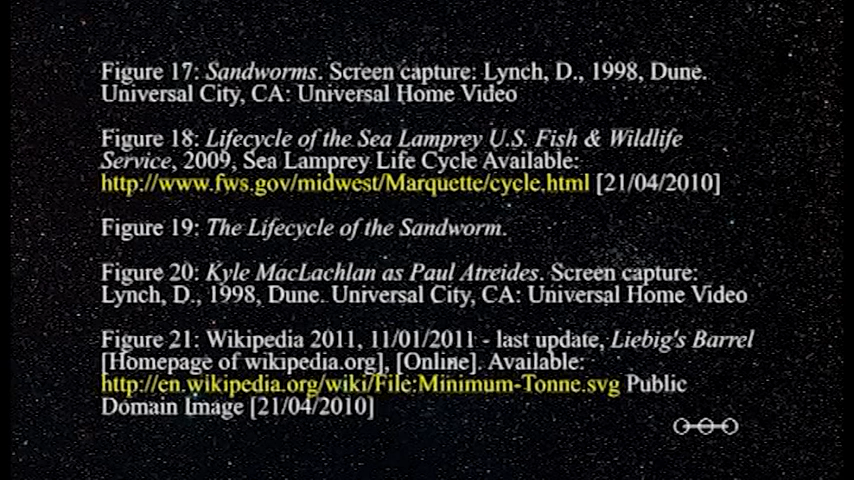 Figure 17: Sandworms. Screen capture: Lynch, D., 1998, Dune.
Universal City, CA: Universal Home Video
Figure 18: Lifecycle of the Sea Lamprey U.S. Fish & Wildlife
Service, 2009, Sea Lamprey Life Cycle Available:
http://www.fws.gov/midwest/Marquette/cycle.html [21/04/2010]
Figure 19: The Lifecycle of the Sandworm.
Figure 20: Kyle MacLachlan as Paul Atreides. Screen capture:
Lynch, D., 1998, Dune. Universal City, CA: Universal Home Video
Figure 21: Wikipedia 2011, 11/01/2011 - last update, Liebig's Barrel
[Homepage of wikipedia.org], [Online]. Available:
http://en.wikipedia.org/wiki/File:Minimum-Tonne.svg Public
Domain Image [21/04/2010]